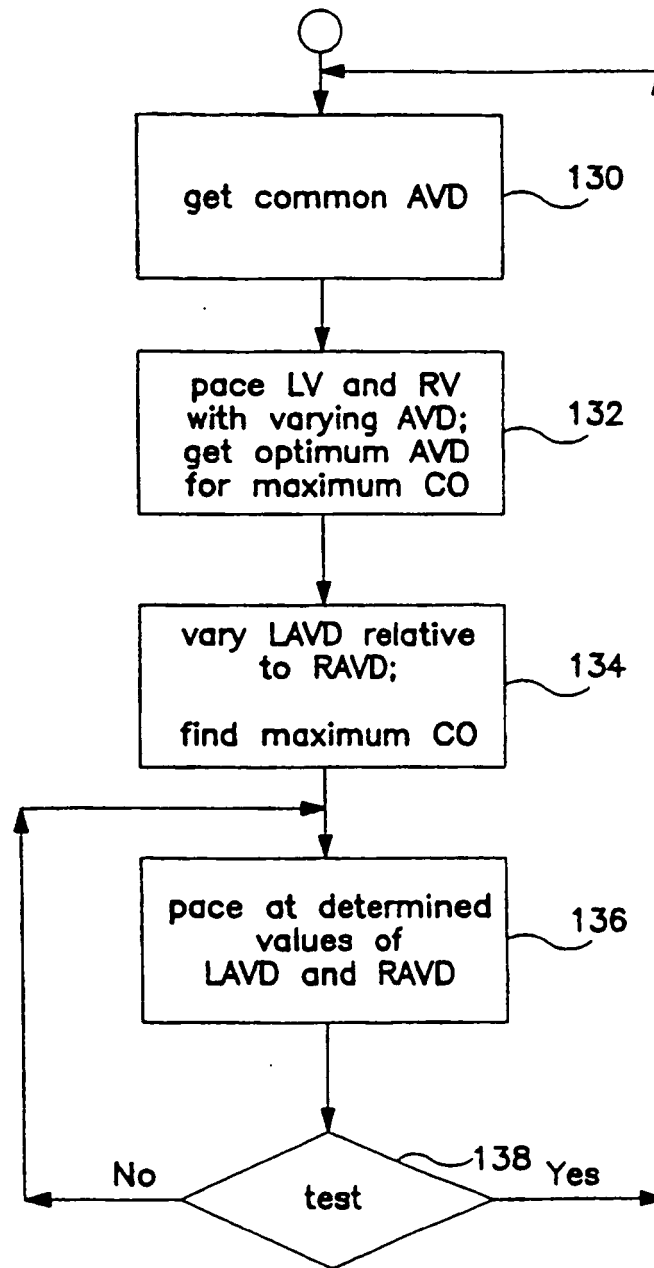 get common AVD
130
pace LV and RV
with varying AVD;
get optimum AVD
for maximum CO
132
vary LAVD relative
to RAVD;
find maximum CO
134
pace at determined
values of
LAVD and RAVD
136
138
No
test
Yes